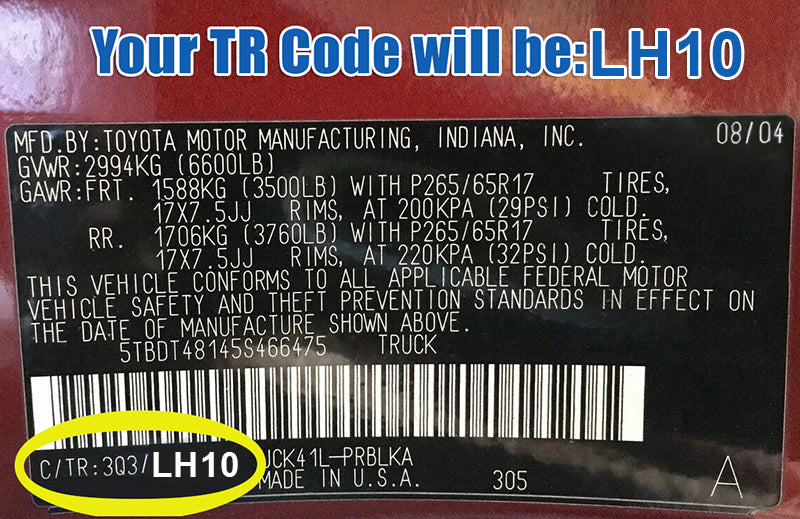 Your TR Code will be:LH10
MFD.BY:TOYOTA MOTOR MANUFACTURING, INDIANA, INC. 08/04
GVWR:2994KG (6600LB)
GAWR:FRT. 1588KG (3500LB) WITH P265/65R17 TIRES,
17X7.5JJ RIMS, AT 200KPA (29PSI) COLD.
RR. 1706KG (3760LB) WITH P265/65R17 TIRES,
17X7.5JJ RIMS, AT 220KPA (32PSI) COLD.
THIS VEHICLE CONFORMS TO ALL APPLICABLE FEDERAL MOTOR
VEHICLE SAFETY AND THEFT PREVENTION STANDARDS IN EFFECT ON
THE DATE OF MANUFACTURE SHOWN ABOVE.
5TBDT48145S466475 TRUCK
C/TR:3Q3/LH10 UCK41L-PRBLKA
MADE IN U.S.A. 305 A